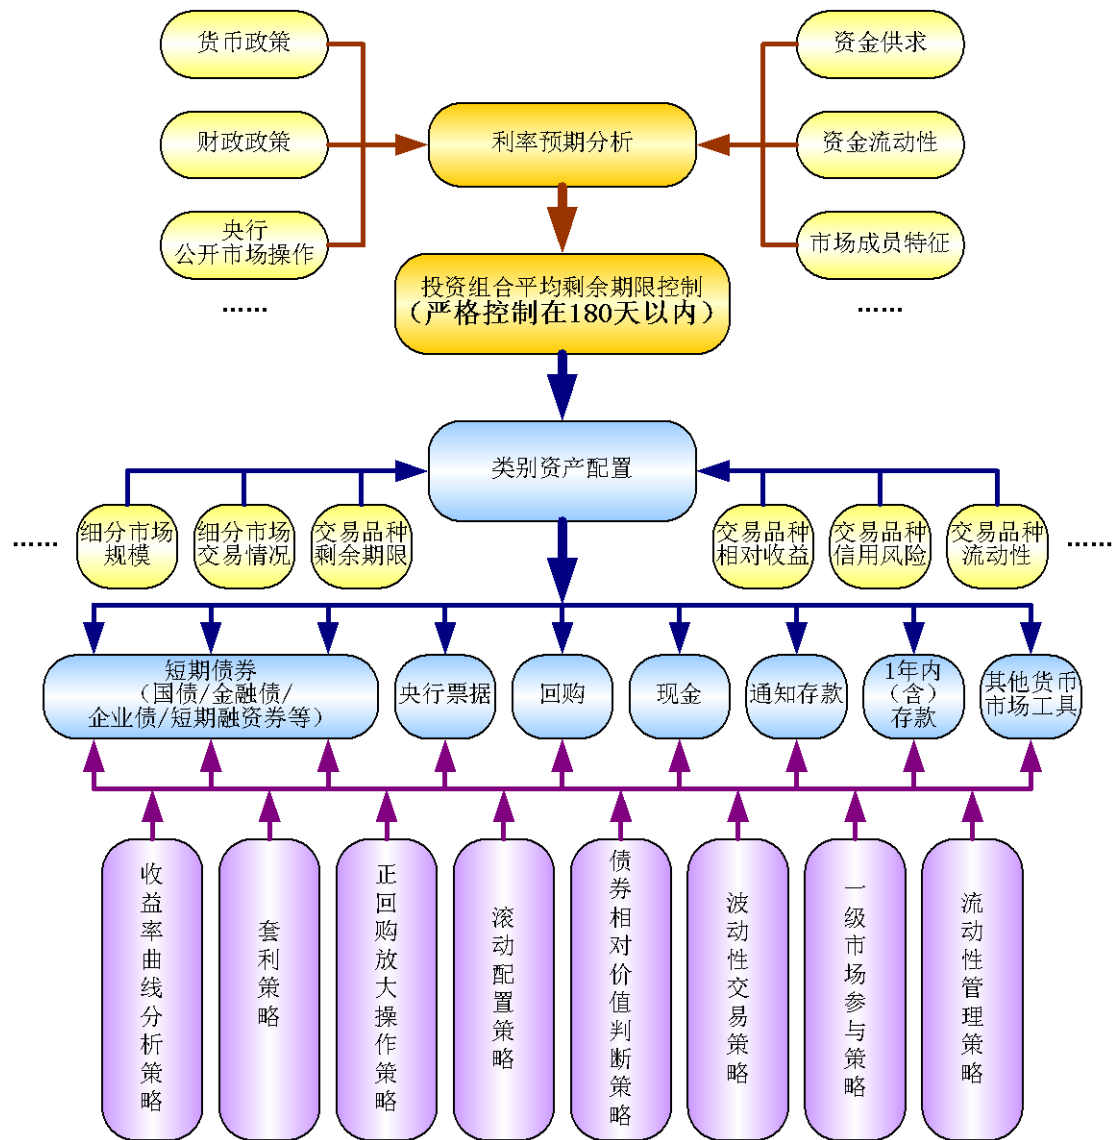 货币政策
资金供求
利率预期分析
财政政策
资金流动性
央行
公开市场操作
市场成员特征
投资组合平均剩余期限控制
（严格控制在180天以内）
……
……
类别资产配置
……
细分市场
规模
细分市场
交易情况
交易品种
剩余期限
交易品种
相对收益
交易品种
信用风险
交易品种
流动性
……
短期债券
（国债/金融债/
企业债/短期融资券等）
央行票据
回购
现金
通知存款
1年内
（含）
存款
其他货币
市场工具
收益率曲线分析策略
套利策略
正回购放大操作策略
滚动配置策略
债券相对价值判断策略
波动性交易策略
一级市场参与策略
流动性管理策略